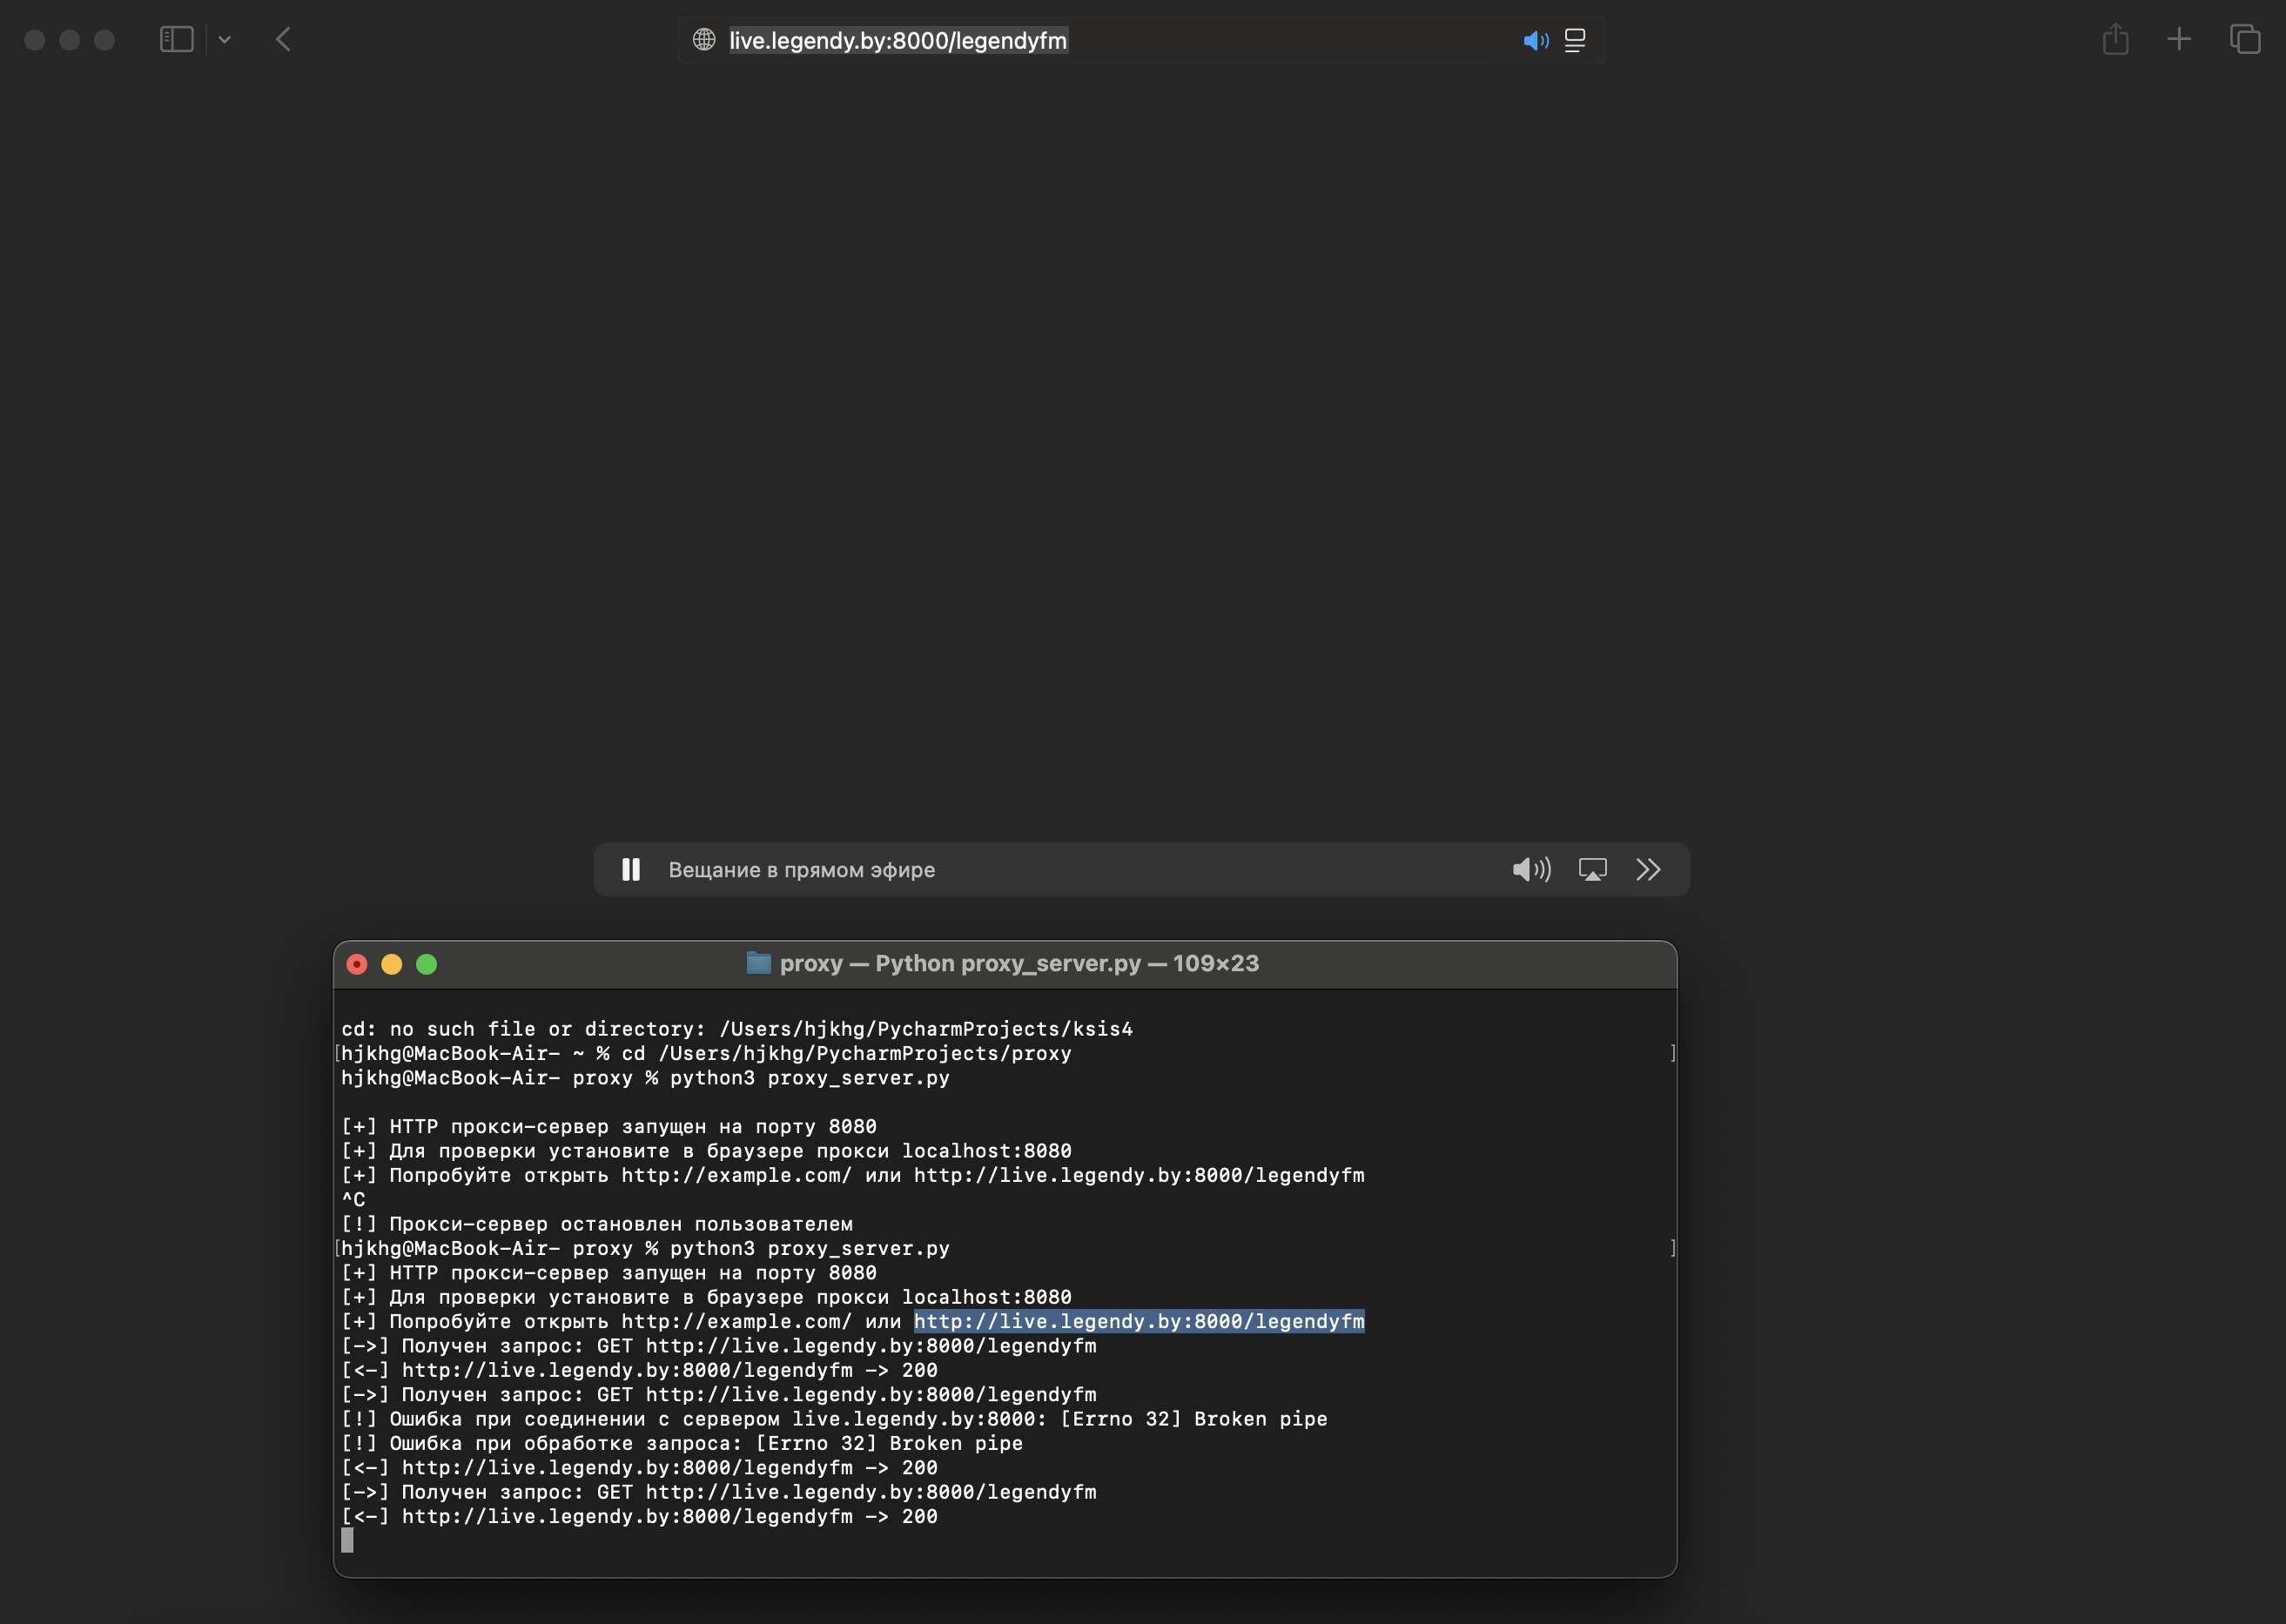 live.legendy.by:8000/legendyfm
Вещание в прямом эфире
proxy — Python proxy_server.py — 109×23
cd: no such file or directory: /Users/hjkhg/PycharmProjects/ksis4
[hjkhg@MacBook-Air- ~ % cd /Users/hjkhg/PycharmProjects/proxy ]
hjkhg@MacBook-Air- proxy % python3 proxy_server.py
[+] HTTP прокси-сервер запущен на порту 8080
[+] Для проверки установите в браузере прокси localhost:8080
[+] Попробуйте открыть http://example.com/ или http://live.legendy.by:8000/legendyfm
^C
[!] Прокси-сервер остановлен пользователем
[hjkhg@MacBook-Air- proxy % python3 proxy_server.py ]
[+] HTTP прокси-сервер запущен на порту 8080
[+] Для проверки установите в браузере прокси localhost:8080
[+] Попробуйте открыть http://example.com/ или http://live.legendy.by:8000/legendyfm
[->] Получен запрос: GET http://live.legendy.by:8000/legendyfm
[<-] http://live.legendy.by:8000/legendyfm -> 200
[->] Получен запрос: GET http://live.legendy.by:8000/legendyfm
[!] Ошибка при соединении с сервером live.legendy.by:8000: [Errno 32] Broken pipe
[!] Ошибка при обработке запроса: [Errno 32] Broken pipe
[<-] http://live.legendy.by:8000/legendyfm -> 200
[->] Получен запрос: GET http://live.legendy.by:8000/legendyfm
[<-] http://live.legendy.by:8000/legendyfm -> 200